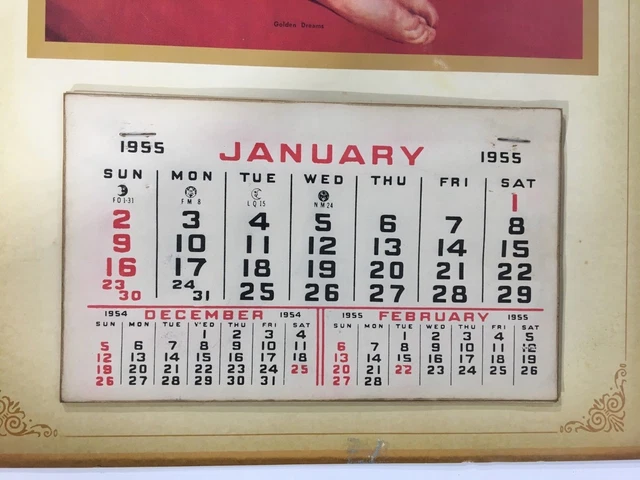 Golden Dreams
1955 JANUARY 1955
SUN MON TUE WED THU FRI SAT
F Q 1-31 F M 8 L Q 15 N M 24 1
2 3 4 5 6 7 8
9 10 11 12 13 14 15
16 17 18 19 20 21 22
23 24 25 26 27 28 29
30 31
1954 DECEMBER 1954
SUN MON TUE WED THU FRI SAT
1 2 3 4
5 6 7 8 9 10 11
12 13 14 15 16 17 18
19 20 21 22 23 24 25
26 27 28 29 30 31
1955 FEBRUARY 1955
SUN MON TUE WED THU FRI SAT
1 2 3 4 5
6 7 8 9 10 11 12
13 14 15 16 17 18 19
20 21 22 23 24 25 26
27 28